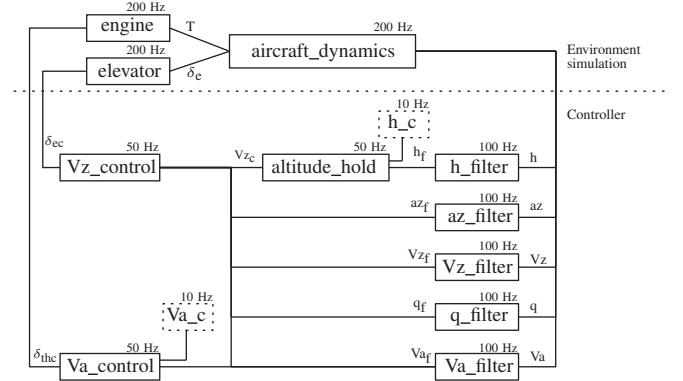 200 Hz
engine
T
200 Hz
aircraft_dynamics
200 Hz
elevator
δe
Environment
simulation
Controller
10 Hz
h_c
δec
50 Hz
Vz_control
Vzc
50 Hz
altitude_hold
hf
100 Hz
h_filter
h
azf
100 Hz
az_filter
az
Vzf
100 Hz
Vz_filter
Vz
10 Hz
Va_c
qf
100 Hz
q_filter
q
δthc
50 Hz
Va_control
Vaf
100 Hz
Va_filter
Va